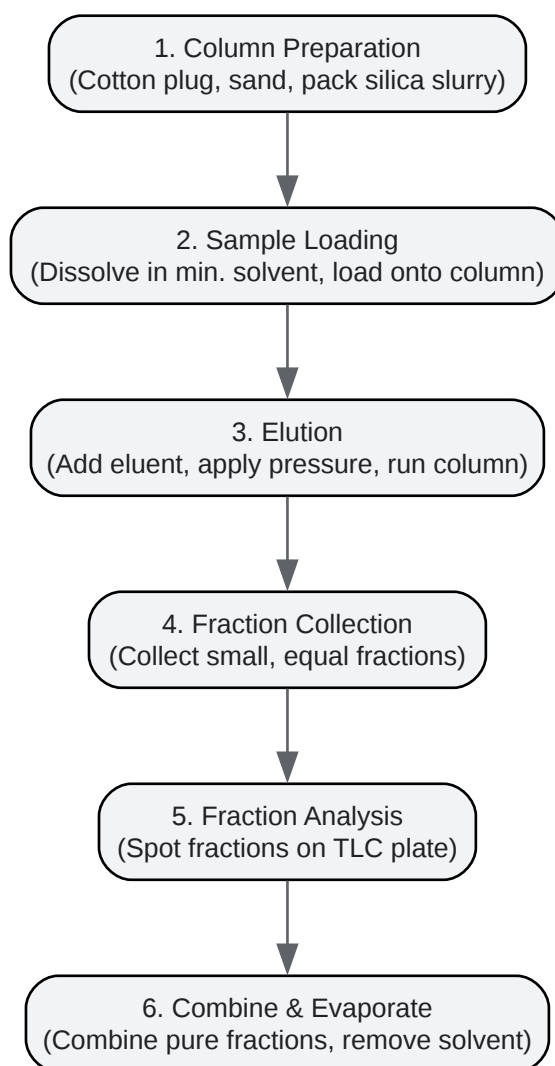 1. Column Preparation
(Cotton plug, sand, pack silica slurry)
2. Sample Loading
(Dissolve in min. solvent, load onto column)
3. Elution
(Add eluent, apply pressure, run column)
4. Fraction Collection
(Collect small, equal fractions)
5. Fraction Analysis
(Spot fractions on TLC plate)
6. Combine & Evaporate
(Combine pure fractions, remove solvent)